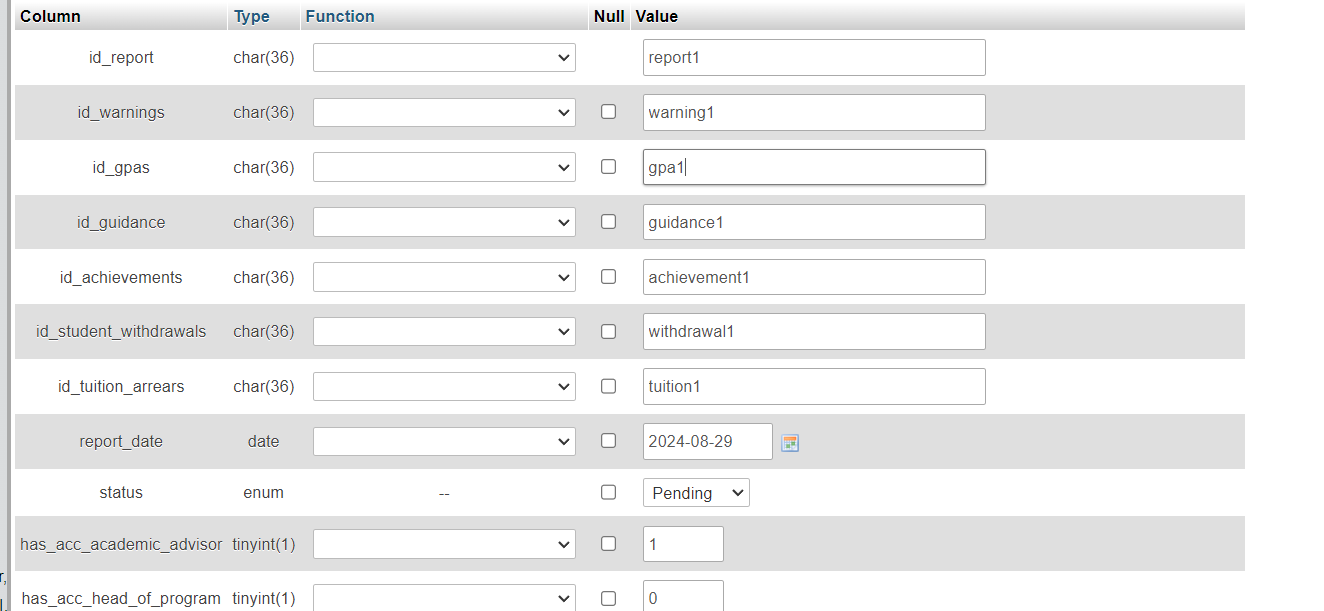 Column Type Function Null Value
id_report char(36) report1
id_warnings char(36) warning1
id_gpas char(36) gpa1
id_guidance char(36) guidance1
id_achievements char(36) achievement1
id_student_withdrawals char(36) withdrawal1
id_tuition_arrears char(36) tuition1
report_date date 2024-08-29
status enum -- Pending
has_acc_academic_advisor tinyint(1) 1
has_acc_head_of_program tinyint(1) 0